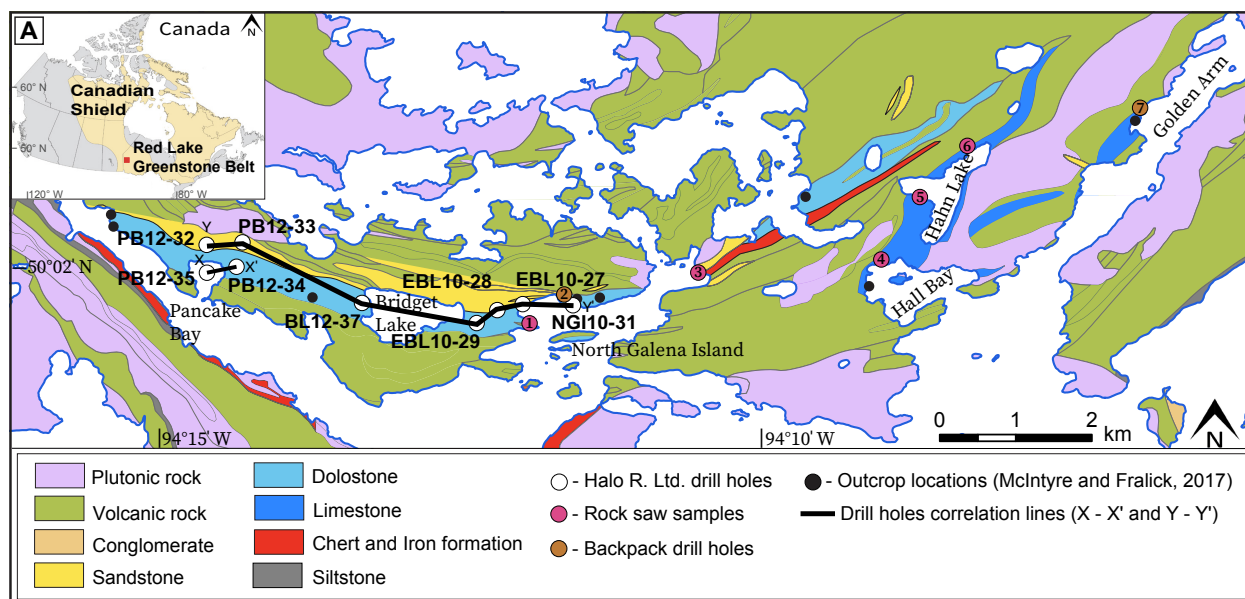 A
Canada
N
60° N
Canadian
Shield
60° N
Red Lake
Greenstone Belt
120° W
80° W
Golden Arm
7
6
Hahn Lake
5
4
Hall Bay
3
Y
PB12-33
PB12-32
X
X'
PB12-35
PB12-34
~50°02' N
Pancake
Bay
BL12-37
Bridget
Lake
EBL10-28
EBL10-27
2
Y'
NGI10-31
EBL10-29
1
North Galena Island
94°15' W
94°10' W
0 1 2
km
N
Plutonic rock
Volcanic rock
Conglomerate
Sandstone
Dolostone
Limestone
Chert and Iron formation
Siltstone
- Halo R. Ltd. drill holes
- Rock saw samples
- Backpack drill holes
- Outcrop locations (McIntyre and Fralick, 2017)
- Drill holes correlation lines (X - X' and Y - Y')